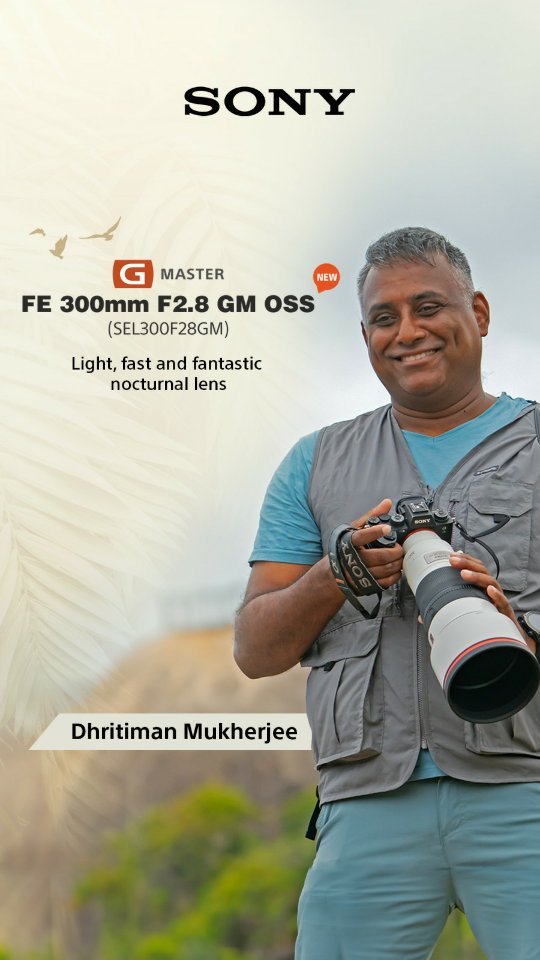 SONY
G MASTER
NEW
FE 300mm F2.8 GM OSS
(SEL300F28GM)
Light, fast and fantastic
nocturnal lens
SONY
SONY
Dhritiman Mukherjee